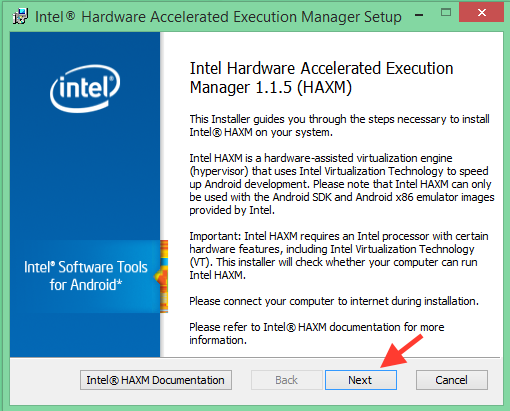 Intel® Hardware Accelerated Execution Manager Setup
intel
Intel Hardware Accelerated Execution
Manager 1.1.5 (HAXM)
This Installer guides you through the steps necessary to install
Intel® HAXM on your system.
Intel HAXM is a hardware-assisted virtualization engine
(hypervisor) that uses Intel Virtualization Technology to speed
up Android development. Please note that Intel HAXM can only
be used with the Android SDK and Android x86 emulator images
provided by Intel.
Important: Intel HAXM requires an Intel processor with certain
hardware features, including Intel Virtualization Technology
(VT). This installer will check whether your computer can run
Intel HAXM.
Intel® Software Tools
for Android*
Please connect your computer to internet during installation.
Please refer to Intel® HAXM documentation for more
information.
Intel® HAXM Documentation
Back
Next
Cancel